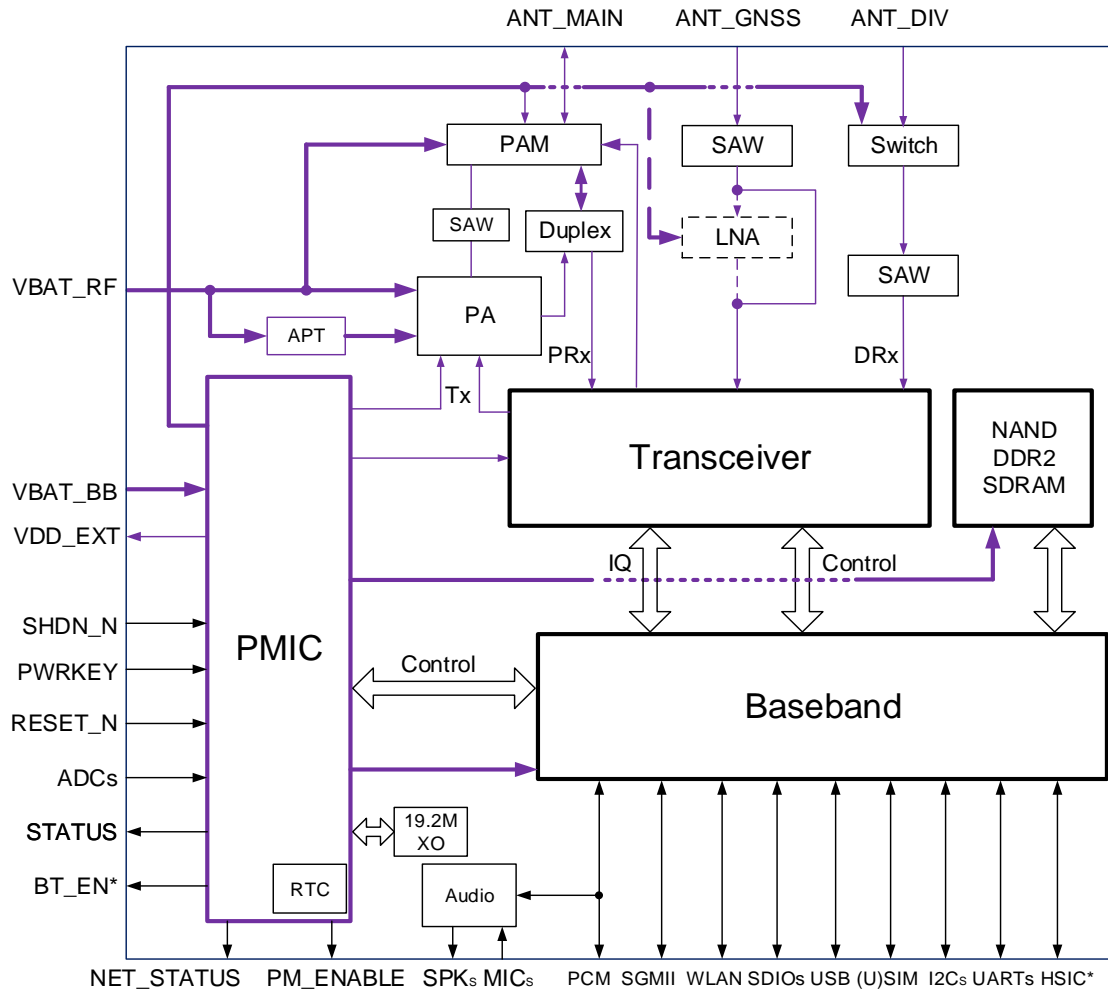 ANT_MAIN ANT_GNSS ANT_DIV
PAM
SAW
Switch
SAW
Duplex
LNA
SAW
VBAT_RF
PA
APT
PRx
DRx
Tx
Transceiver
NAND
DDR2
SDRAM
VBAT_BB
VDD_EXT
IQ
Control
SHDN_N
PMIC
PWRKEY
Control
Baseband
RESET_N
ADCs
STATUS
19.2M
XO
BT_EN*
RTC
Audio
NET_STATUS PM_ENABLE SPKs MICs PCM SGMII WLAN SDIOs USB (U)SIM I2Cs UARTs HSIC*